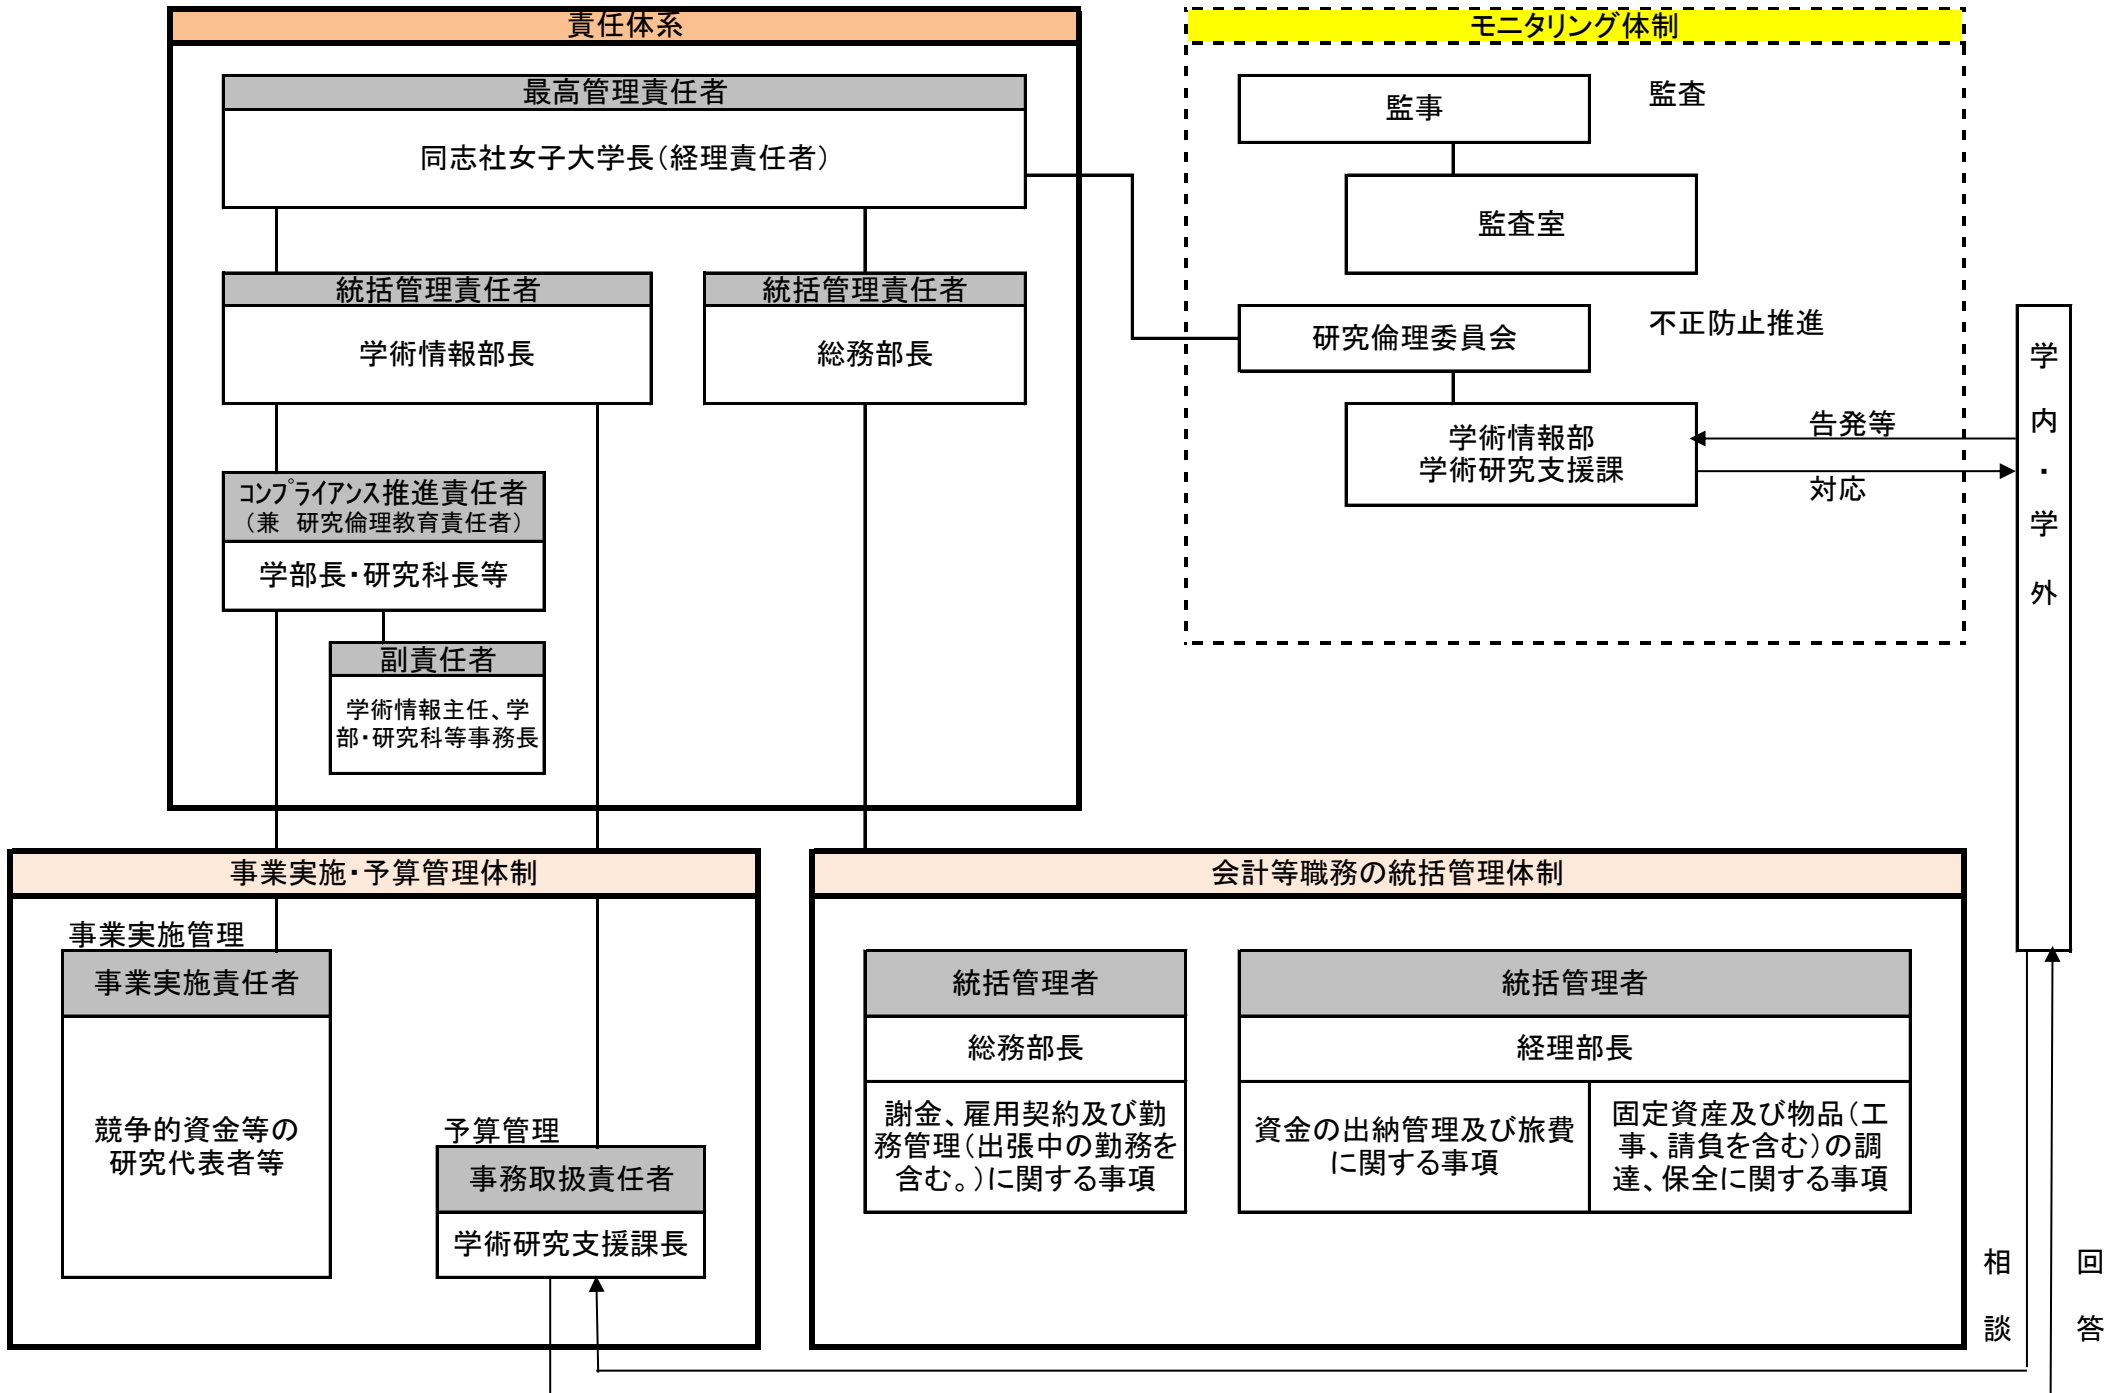 責任体系
最高管理責任者
同志社女子大学長（経理責任者）
統括管理責任者
学術情報部長
統括管理責任者
総務部長
ｺﾝﾌﾟﾗｲｱﾝｽ推進責任者
（兼　研究倫理教育責任者）
学部長・研究科長等
副責任者
学術情報主任、学
部・研究科等事務長
モニタリング体制
監事
監査
監査室
研究倫理委員会
不正防止推進
学術情報部
学術研究支援課
告発等
対応
学
内
・
学
外
事業実施・予算管理体制
事業実施管理
事業実施責任者
競争的資金等の
研究代表者等
予算管理
事務取扱責任者
学術研究支援課長
会計等職務の統括管理体制
統括管理者
総務部長
謝金、雇用契約及び勤
務管理（出張中の勤務を
含む。）に関する事項
統括管理者
経理部長
資金の出納管理及び旅費
に関する事項
固定資産及び物品（工
事、請負を含む）の調
達、保全に関する事項
相
談
回
答